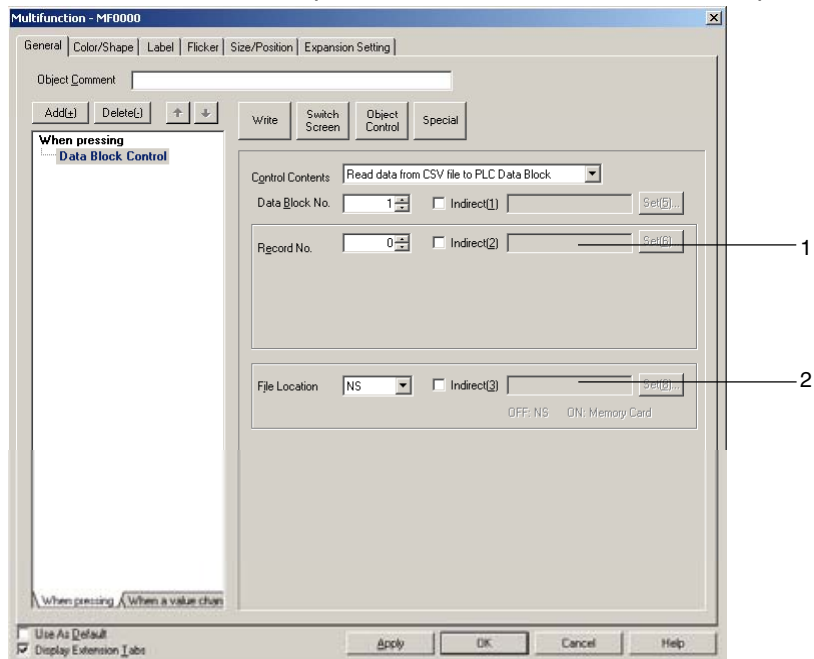 Multifunction - MF0000
General Color/Shape Label Flicker Size/Position Expansion Setting
Object Comment
Add(+) Delete(-) Write Switch Screen Object Control Special
When pressing
Data Block Control
Control Contents Read data from CSV file to PLC Data Block
Data Block No. 1 Indirect(1) Set(5)...
Record No. 0 Indirect(2) Set(6)... 1
File Location NS Indirect(3) Set(8)... 2
OFF: NS ON: Memory Card
When pressing When a value chan
Use As Default
Display Extension Tabs
Apply OK Cancel Help